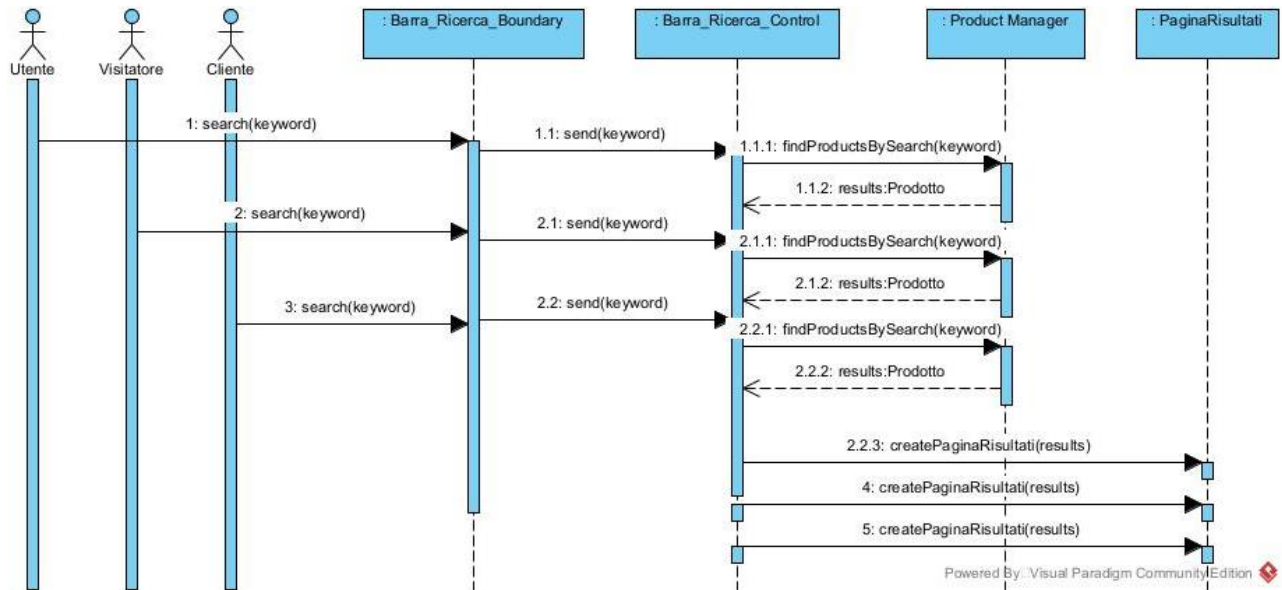 : Barra_Ricerca_Boundary
: Barra_Ricerca_Control
: Product Manager
: PaginaRisultati
Utente
Visitatore
Cliente
1: search(keyword)
1.1: send(keyword)
1.1.1: findProductsBySearch(keyword)
1.1.2: results:Prodotto
2: search(keyword)
2.1: send(keyword)
2.1.1: findProductsBySearch(keyword)
2.1.2: results:Prodotto
3: search(keyword)
2.2: send(keyword)
2.2.1: findProductsBySearch(keyword)
2.2.2: results:Prodotto
2.2.3: createPaginaRisultati(results)
4: createPaginaRisultati(results)
5: createPaginaRisultati(results)
Powered By Visual Paradigm Community Edition